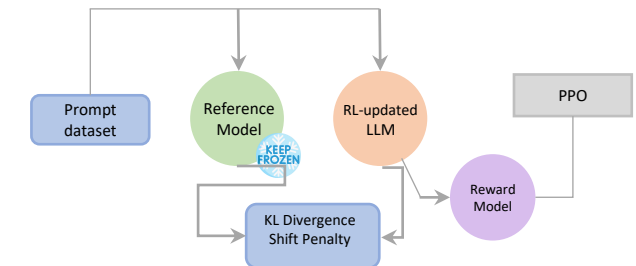 Prompt
dataset
Reference
Model
KEEP
FROZEN
RL-updated
LLM
PPO
Reward
Model
KL Divergence
Shift Penalty